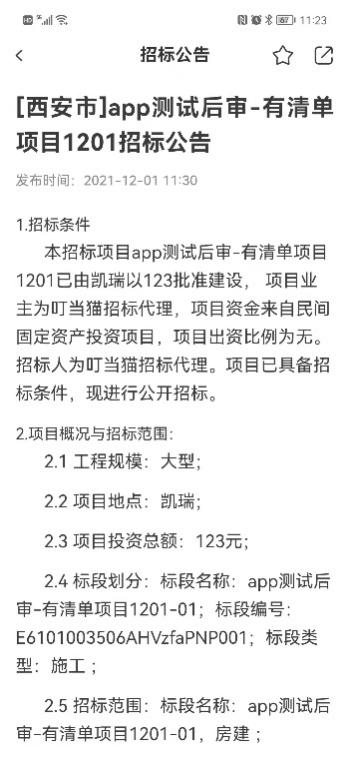 HD 67 11:23
招标公告
[西安市]app测试后审-有清单
项目1201招标公告
发布时间：2021-12-01 11:30
1.招标条件
本招标项目app测试后审-有清单项目
1201已由凯瑞以123批准建设， 项目业
主为叮当猫招标代理，项目资金来自民间
固定资产投资项目，项目出资比例为无。
招标人为叮当猫招标代理。项目已具备招
标条件，现进行公开招标。
2.项目概况与招标范围：
2.1 工程规模：大型；
2.2 项目地点：凯瑞；
2.3 项目投资总额：123元；
2.4 标段划分：标段名称：app测试后
审-有清单项目1201-01；标段编号：
E6101003506AHVzfaPNP001；标段类
型：施工 ；
2.5 招标范围：标段名称：app测试后
审-有清单项目1201-01，房建 ；